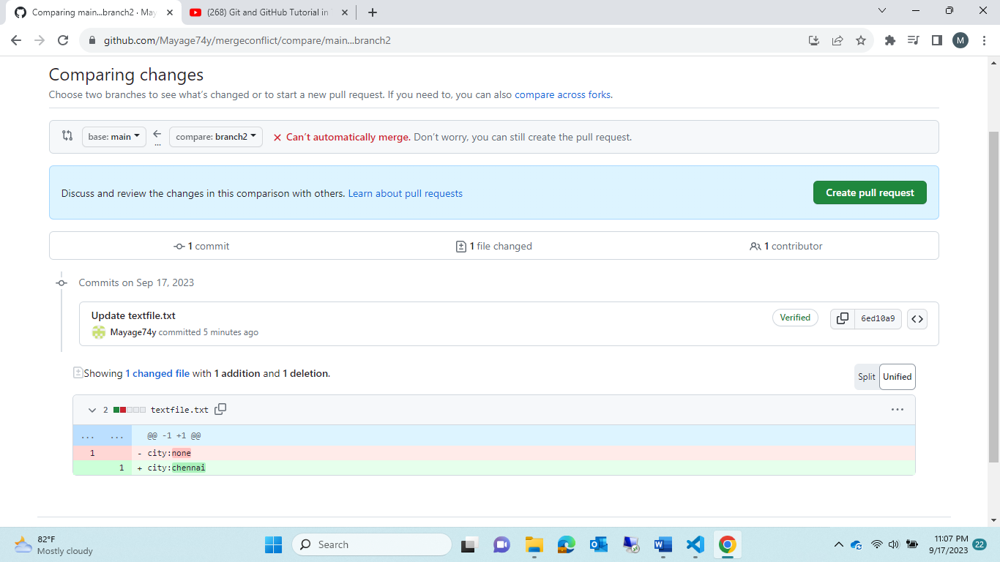 Comparing main...branch2 · May
(268) Git and GitHub Tutorial in
github.com/Mayage74y/mergeconflict/compare/main...branch2
M
Comparing changes
Choose two branches to see what's changed or to start a new pull request. If you need to, you can also compare across forks.
base: main
...
compare: branch2
Can't automatically merge. Don't worry, you can still create the pull request.
Discuss and review the changes in this comparison with others. Learn about pull requests
Create pull request
1 commit
1 file changed
1 contributor
Commits on Sep 17, 2023
Update textfile.txt
Verified
6ed10a9
Mayage74y committed 5 minutes ago
Showing 1 changed file with 1 addition and 1 deletion.
Split
Unified
2 textfile.txt
... ... @@ -1 +1 @@
1 - city:none
1 + city:chennai
82°F
Mostly cloudy
Search
11:07 PM
9/17/2023
22